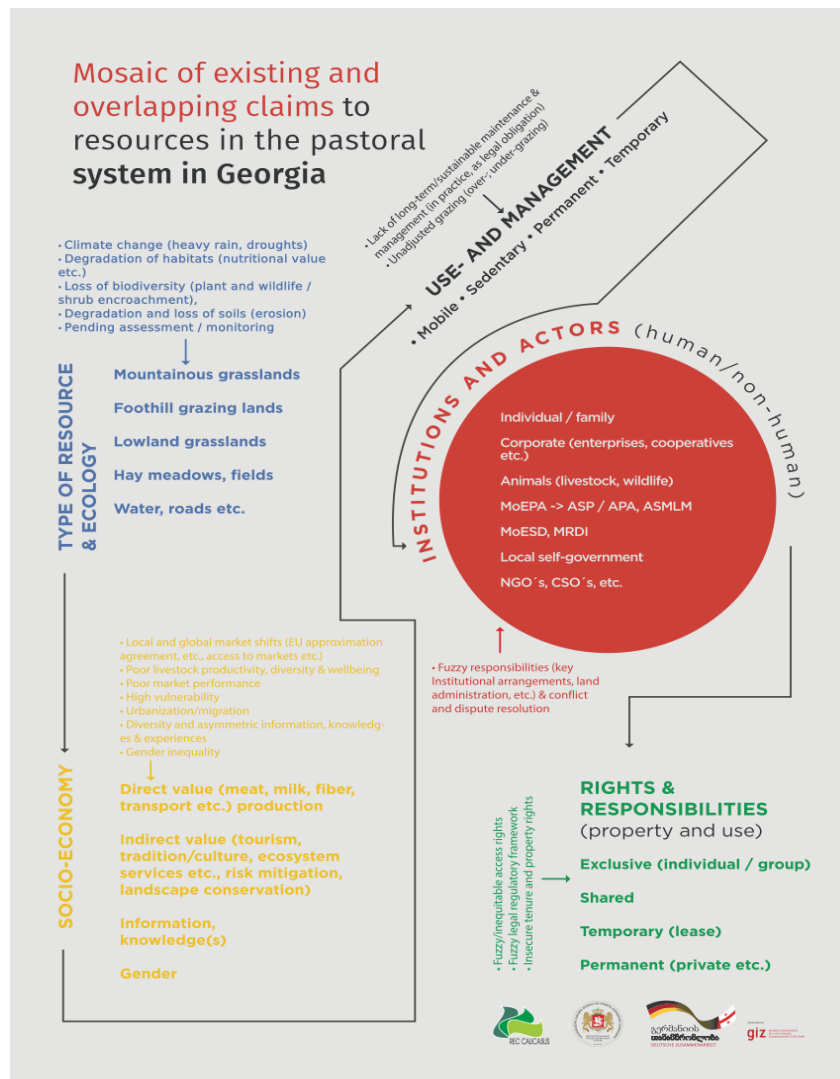 Mosaic of existing and
overlapping claims to
resources in the pastoral
system in Georgia
• Lack of long-term/sustainable maintenance &
management (in practice, as legal obligation)
• Unadjusted grazing (over-; under-grazing)
USE- AND MANAGEMENT
• Mobile • Sedentary • Permanent • Temporary
• Climate change (heavy rain, droughts)
• Degradation of habitats (nutritional value
etc.)
• Loss of biodiversity (plant and wildlife /
shrub encroachment),
• Degradation and loss of soils (erosion)
• Pending assessment / monitoring
TYPE OF RESOURCE
& ECOLOGY
Mountainous grasslands
Foothill grazing lands
Lowland grasslands
Hay meadows, fields
Water, roads etc.
INSTITUTIONS AND ACTORS (human/non-human)
Individual / family
Corporate (enterprises, cooperatives
etc.)
Animals (livestock, wildlife)
MoEPA -> ASP / APA, ASMLM
MoESD, MRDI
Local self-government
NGO´s, CSO´s, etc.
• Fuzzy responsibilities (key
Institutional arrangements, land
administration, etc.) & conflict
and dispute resolution
• Local and global market shifts (EU approximation
agreement, etc., access to markets etc.)
• Poor livestock productivity, diversity & wellbeing
• Poor market performance
• High vulnerability
• Urbanization/migration
• Diversity and asymmetric information, knowledg-
es & experiences
• Gender inequality
SOCIO-ECONOMY
Direct value (meat, milk, fiber,
transport etc.) production
Indirect value (tourism,
tradition/culture, ecosystem
services etc., risk mitigation,
landscape conservation)
Information,
knowledge(s)
Gender
• Fuzzy/inequitable access rights
• Fuzzy legal regulatory framework
• Insecure tenure and property rights
RIGHTS &
RESPONSIBILITIES
(property and use)
Exclusive (individual / group)
Shared
Temporary (lease)
Permanent (private etc.)
REC CAUCASUS
გერმანიის
თანამშრომლობა
DEUTSCHE ZUSAMMENARBEIT
giz